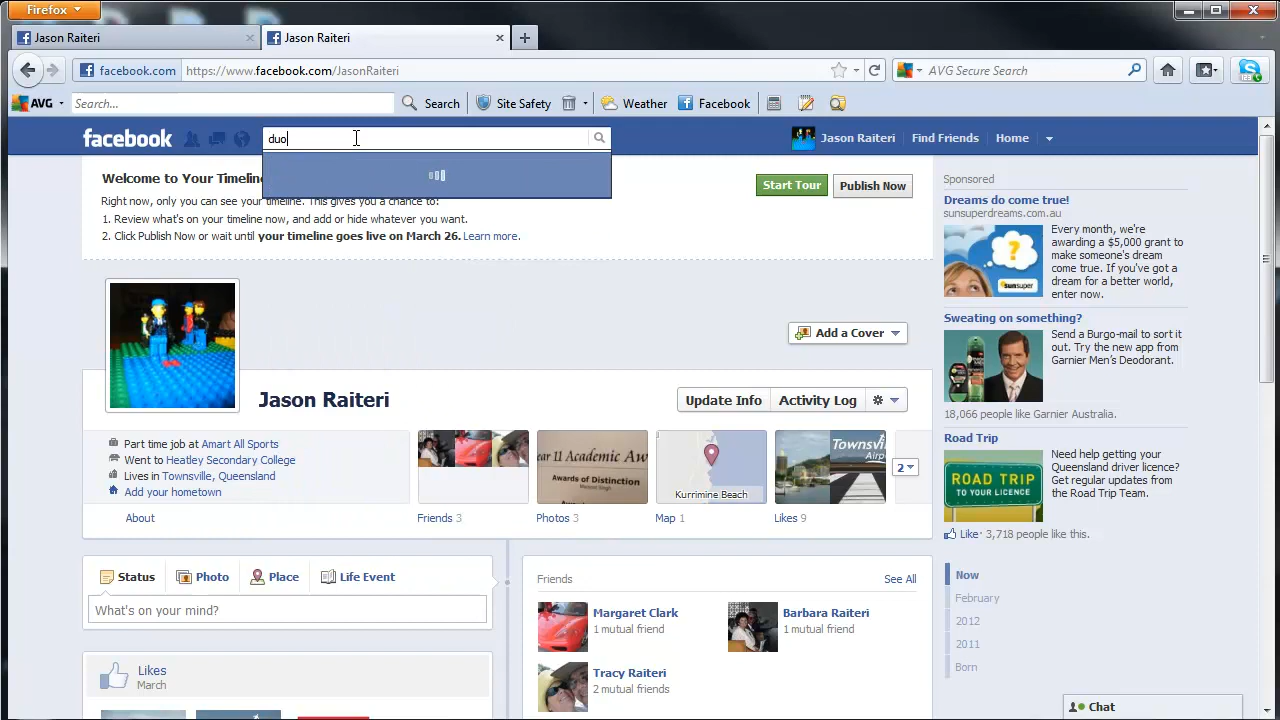 Firefox
Jason Raiteri
Jason Raiteri
facebook.com
https://www.facebook.com/JasonRaiteri
AVG Secure Search
AVG
Search...
Search
Site Safety
Weather
Facebook
facebook
duo
Jason Raiteri
Find Friends
Home
Welcome to Your Timeline
Right now, only you can see your timeline. This gives you a chance to:
1. Review what's on your timeline now, and add or hide whatever you want.
2. Click Publish Now or wait until your timeline goes live on March 26. Learn more.
Start Tour
Publish Now
Add a Cover
Jason Raiteri
Update Info
Activity Log
Part time job at Amart All Sports
Went to Heatley Secondary College
Lives in Townsville, Queensland
Add your hometown
About
Friends 3
ear 11 Academic Aw
Awards of Distinction
Photos 3
Kurrimine Beach
Map 1
Townsvil
Airp
Likes 9
2
Status
Photo
Place
Life Event
What's on your mind?
Likes
March
Friends
See All
Margaret Clark
1 mutual friend
Barbara Raiteri
1 mutual friend
Tracy Raiteri
2 mutual friends
Sponsored
Dreams do come true!
sunsuperdreams.com.au
sunsuper
Every month, we're
awarding a $5,000 grant to
make someone's dream
come true. If you've got a
dream for a better world,
enter now.
Sweating on something?
Send a Burgo-mail to sort it
out. Try the new app from
Garnier Men's Deodorant.
18,066 people like Garnier Australia.
Road Trip
ROAD TRIP
TO YOUR LICENCE
Need help getting your
Queensland driver licence?
Get regular updates from
the Road Trip Team.
Like · 3,718 people like this.
Now
February
2012
2011
Born
Chat